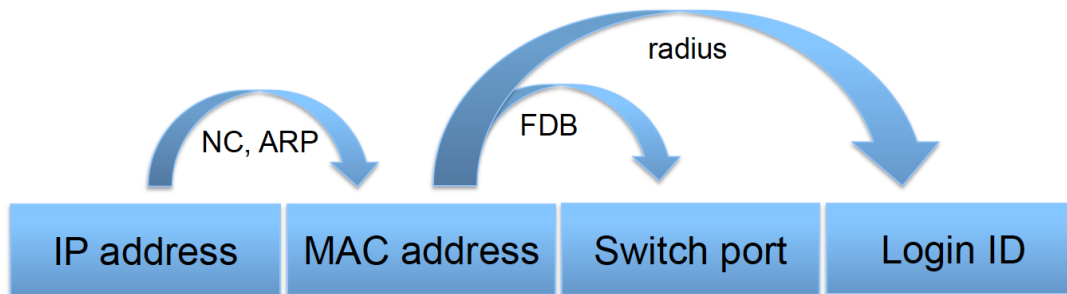 radius
NC, ARP
FDB
IP address
MAC address
Switch port
Login ID